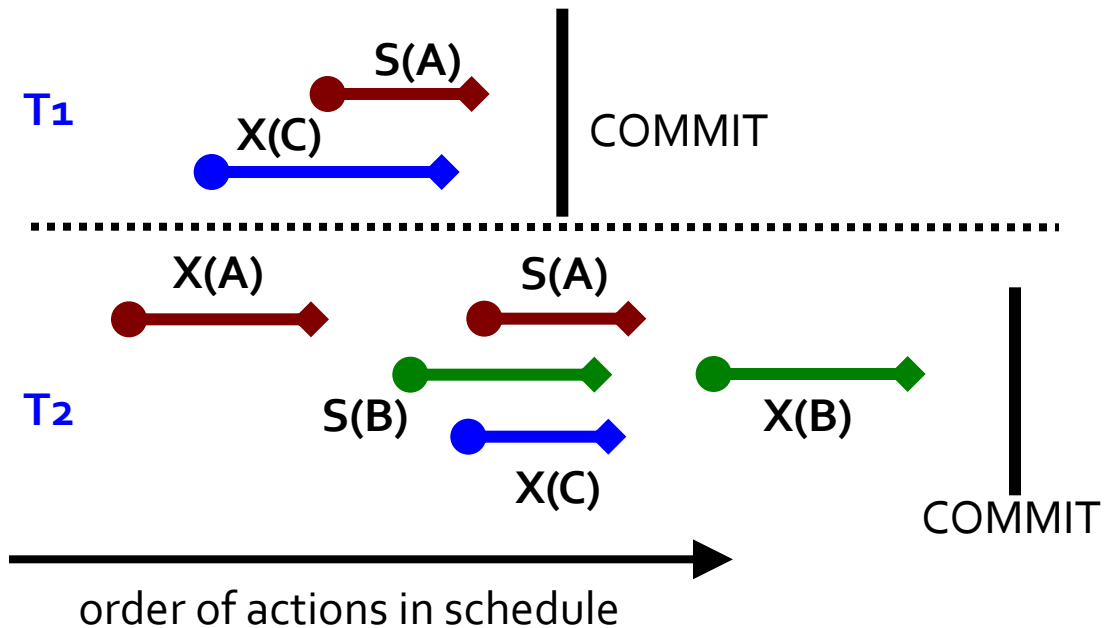 S(A)
T1
X(C)
COMMIT
X(A)
S(A)
T2
S(B)
X(B)
X(C)
COMMIT
order of actions in schedule